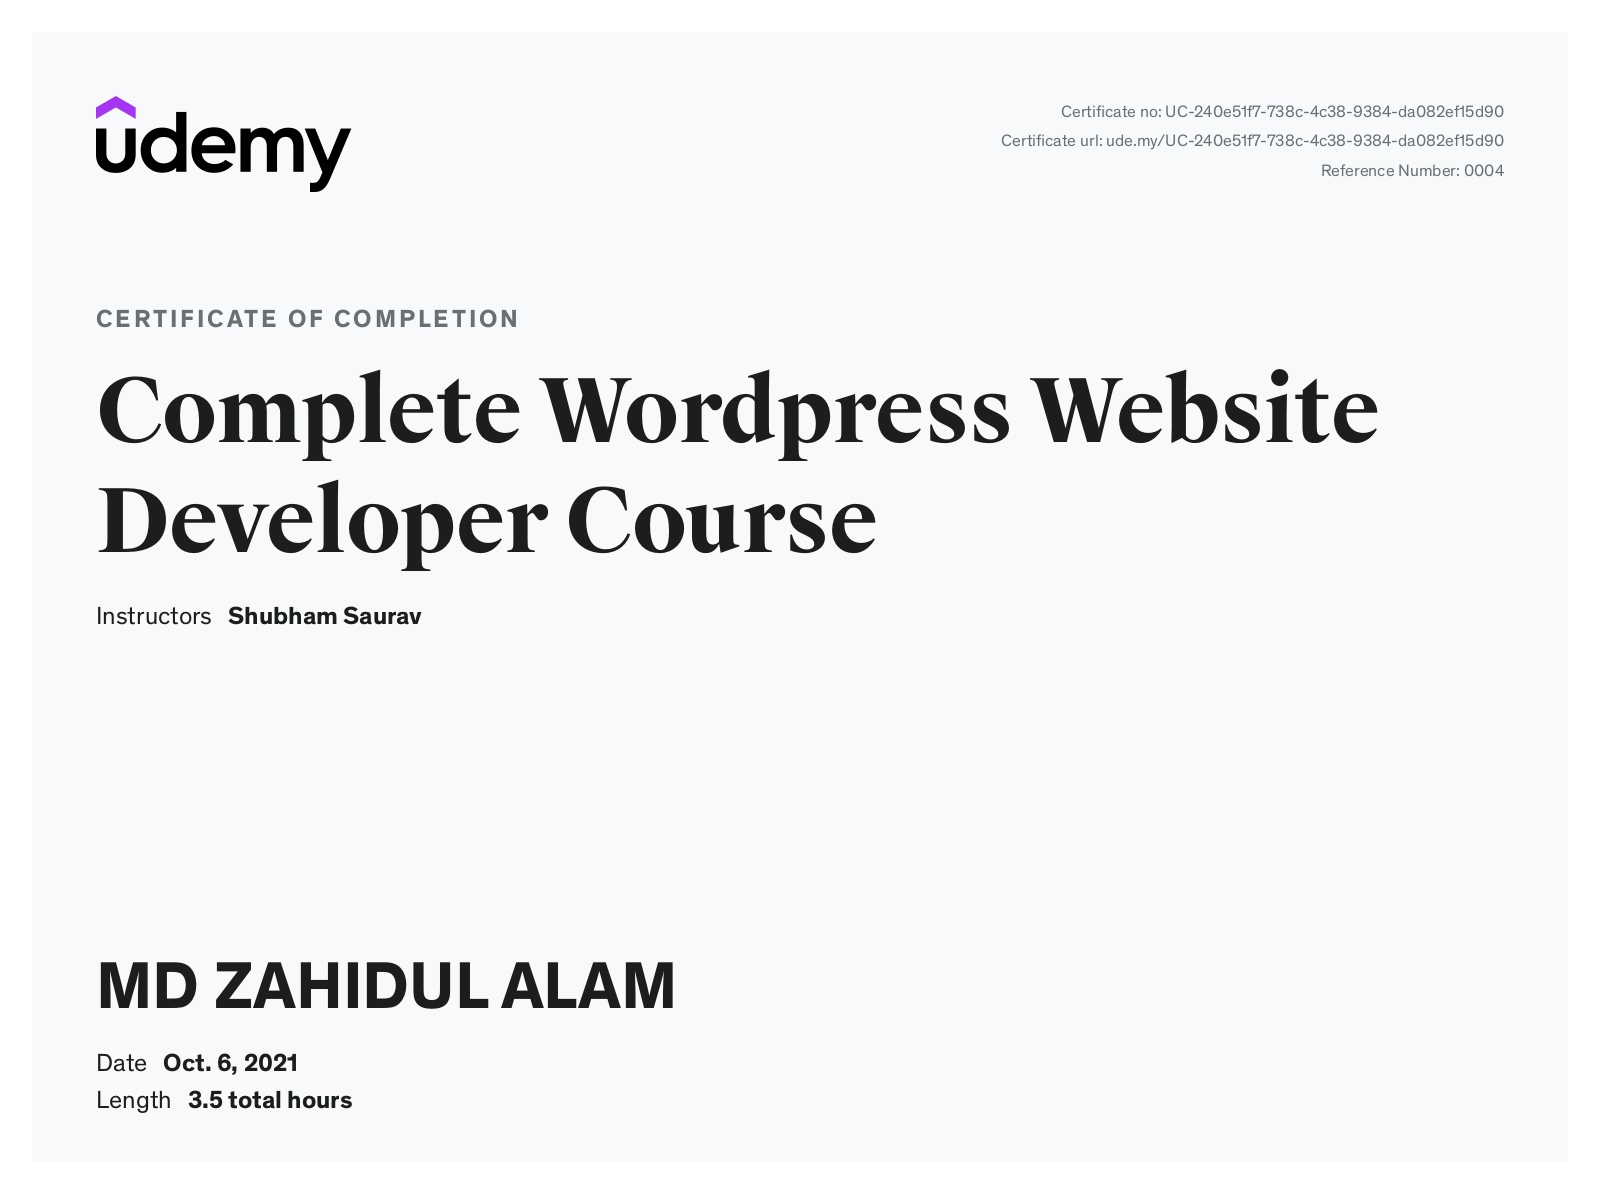 udemy
Certificate no: UC-240e51f7-738c-4c38-9384-da082ef15d90
Certificate url: ude.my/UC-240e51f7-738c-4c38-9384-da082ef15d90
Reference Number: 0004
CERTIFICATE OF COMPLETION
Complete Wordpress Website
Developer Course
Instructors Shubham Saurav
MD ZAHIDUL ALAM
Date Oct. 6, 2021
Length 3.5 total hours